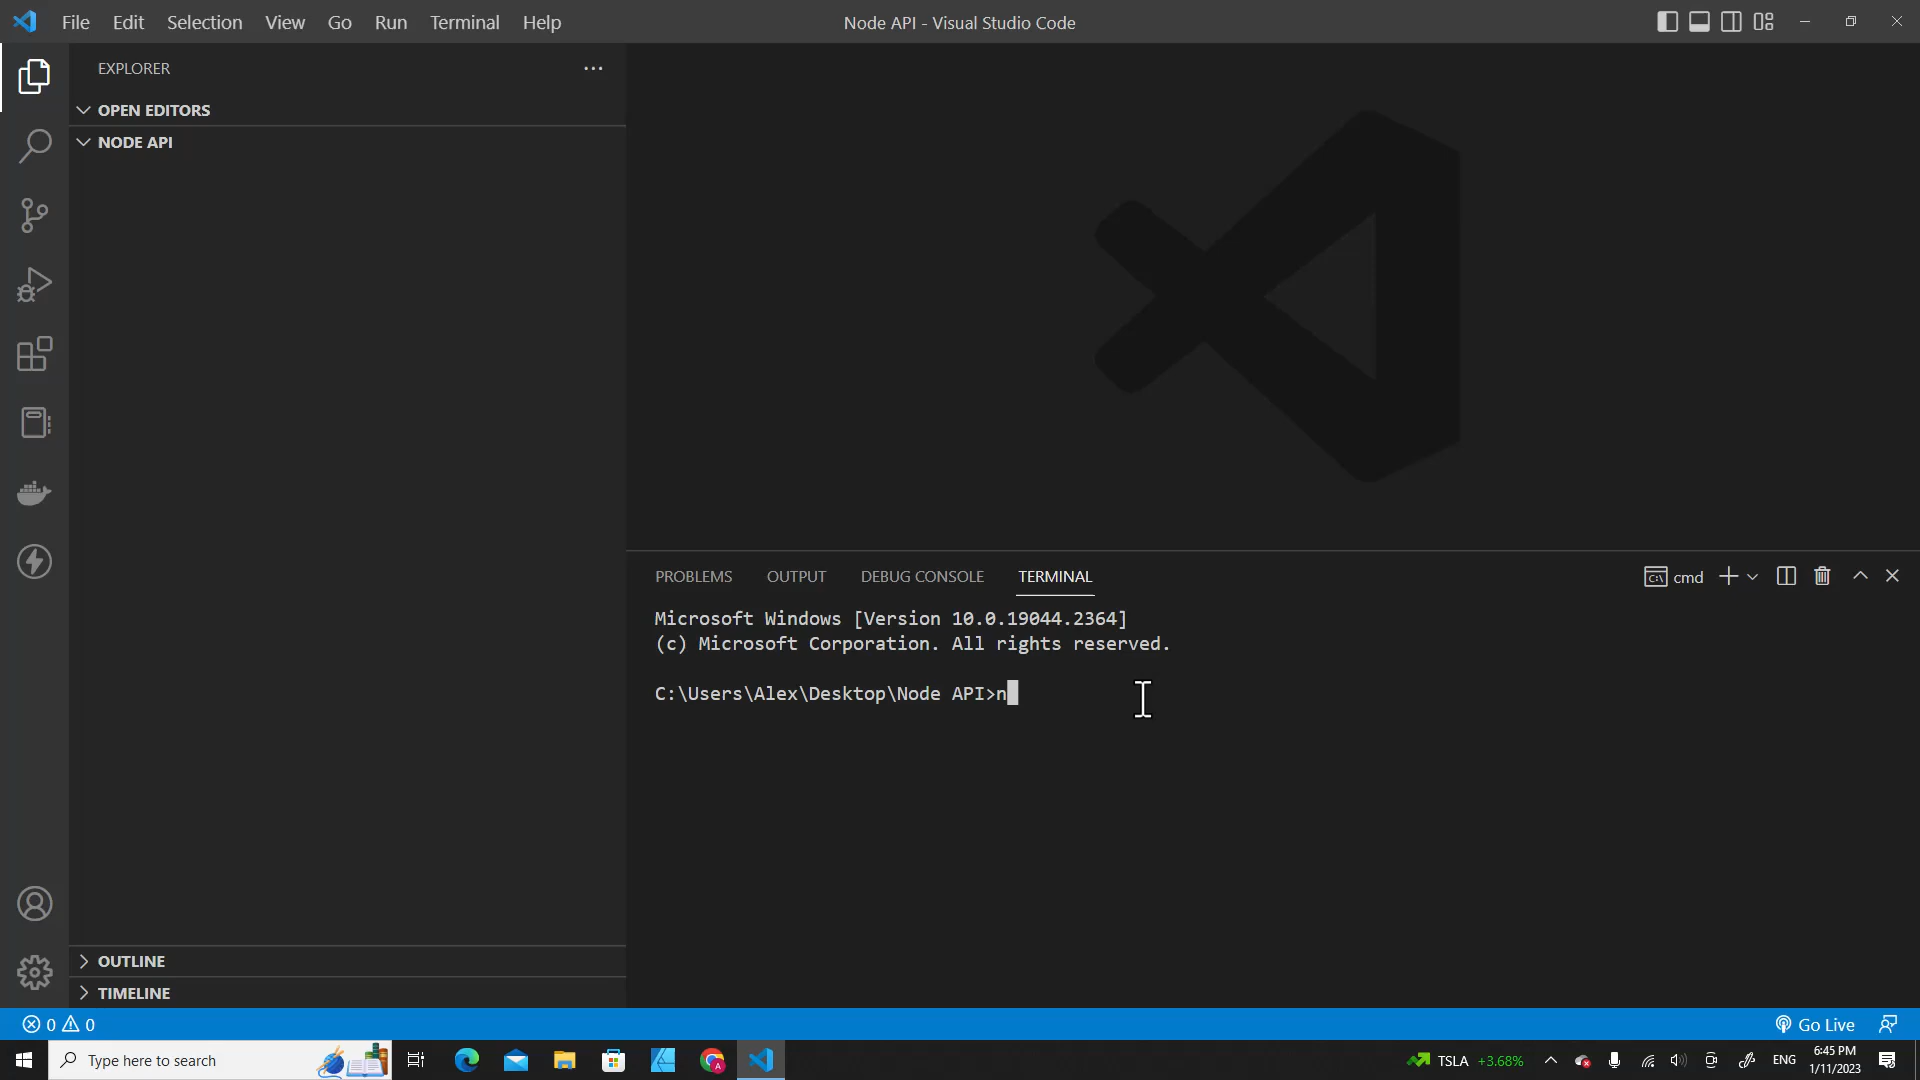 File Edit Selection View Go Run Terminal Help
Node API - Visual Studio Code
EXPLORER
OPEN EDITORS
NODE API
PROBLEMS OUTPUT DEBUG CONSOLE TERMINAL
cmd
Microsoft Windows [Version 10.0.19044.2364]
(c) Microsoft Corporation. All rights reserved.
C:\Users\Alex\Desktop\Node API>n
OUTLINE
TIMELINE
0 0
Go Live
Type here to search
TSLA +3.68%
ENG
6:45 PM
1/11/2023